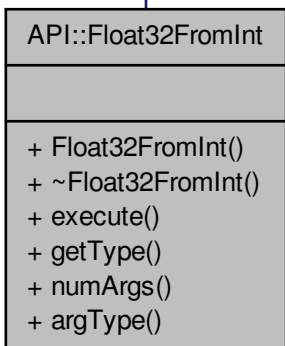 API::Float32FromInt
+ Float32FromInt()
+ ~Float32FromInt()
+ execute()
+ getType()
+ numArgs()
+ argType()